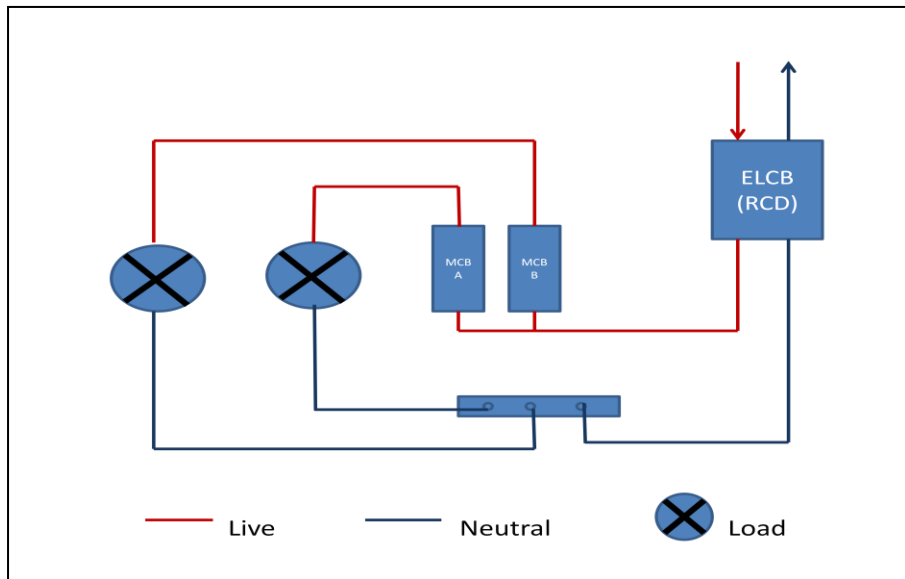 ELCB
(RCD)
MCB
A
MCB
B
Live
Neutral
Load